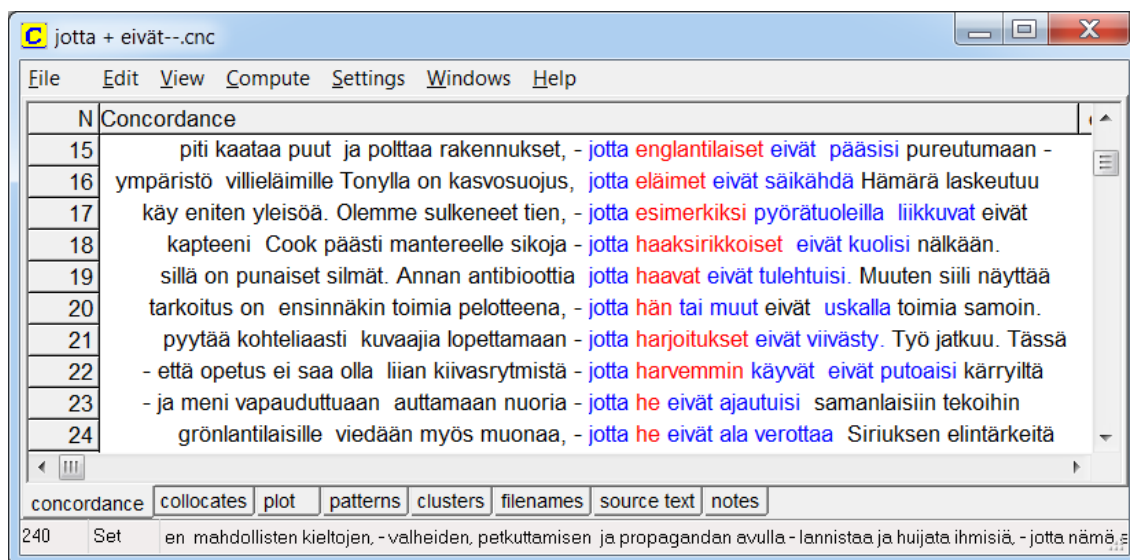 C jotta + eivät--.cnc
File Edit View Compute Settings Windows Help
N Concordance
15 piti kaataa puut ja polttaa rakennukset, - jotta englantilaiset eivät pääsisi pureutumaan -
16 ympäristö villieläimille Tonylla on kasvosuojus, jotta eläimet eivät säikähdä Hämärä laskeutuu
17 käy eniten yleisöä. Olemme sulkeneet tien, - jotta esimerkiksi pyörätuoleilla liikkuvat eivät
18 kapteeni Cook päästi mantereelle sikoja - jotta haaksirikkoiset eivät kuolisi nälkään.
19 sillä on punaiset silmät. Annan antibioottia jotta haavat eivät tulehtuisi. Muuten siili näyttää
20 tarkoitus on ensinnäkin toimia pelotteena, - jotta hän tai muut eivät uskalla toimia samoin.
21 pyytää kohteliaasti kuvaajia lopettamaan - jotta harjoitukset eivät viivästy. Työ jatkuu. Tässä
22 - että opetus ei saa olla liian kiivasrytmistä - jotta harvemmin käyvät eivät putoaisi kärryiltä
23 - ja meni vapauduttuaan auttamaan nuoria - jotta he eivät ajautuisi samanlaisiin tekoihin
24 grönlantilaisille viedään myös muonaa, - jotta he eivät ala verottaa Siriuksen elintärkeitä
concordance collocates plot patterns clusters filenames source text notes
240 Set en mahdollisten kieltojen, - valheiden, petkuttamisen ja propagandan avulla - lannistaa ja huijata ihmisiä, - jotta nämä